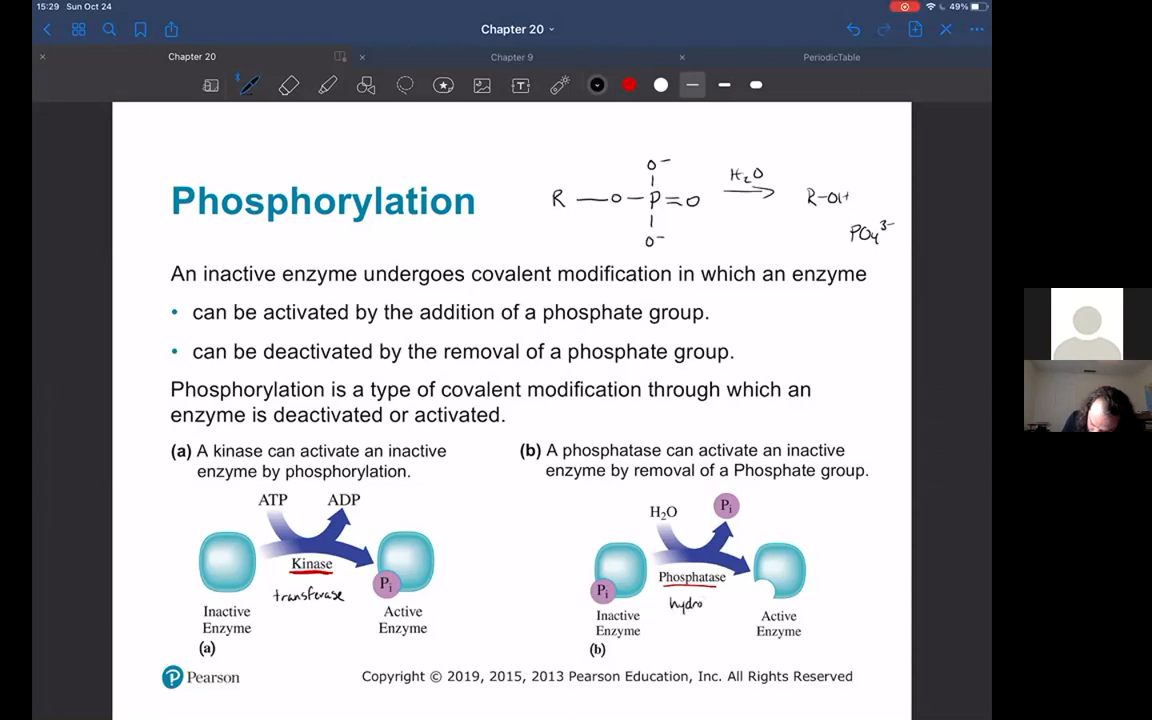 15:29 Sun Oct 24
49%
Chapter 20
Chapter 20
Chapter 9
PeriodicTable
Phosphorylation
O⁻
R — O — P = O
O⁻
H₂O
R-OH
PO₄³⁻
An inactive enzyme undergoes covalent modification in which an enzyme
• can be activated by the addition of a phosphate group.
• can be deactivated by the removal of a phosphate group.
Phosphorylation is a type of covalent modification through which an
enzyme is deactivated or activated.
(a) A kinase can activate an inactive
enzyme by phosphorylation.
ATP ADP
Kinase
transferase
Pi
Inactive
Enzyme
Active
Enzyme
(a)
(b) A phosphatase can activate an inactive
enzyme by removal of a Phosphate group.
H₂O
Pi
Phosphatase
hydro
Pi
Inactive
Enzyme
Active
Enzyme
(b)
P Pearson
Copyright © 2019, 2015, 2013 Pearson Education, Inc. All Rights Reserved